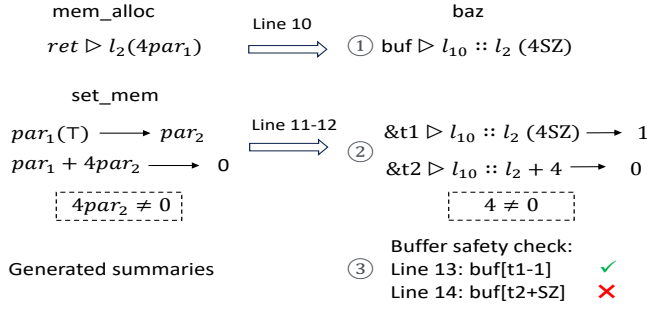 mem_alloc
baz
Line 10
ret ▷ l₂(4par₁)
① buf ▷ l₁₀ :: l₂ (4SZ)
set_mem
Line 11-12
par₁(T) ⟶ par₂
par₁ + 4par₂ ⟶ 0
4par₂ ≠ 0
②
&t1 ▷ l₁₀ :: l₂ (4SZ) ⟶ 1
&t2 ▷ l₁₀ :: l₂ + 4 ⟶ 0
4 ≠ 0
Generated summaries
③
Buffer safety check:
Line 13: buf[t1-1] ✓
Line 14: buf[t2+SZ] ✗